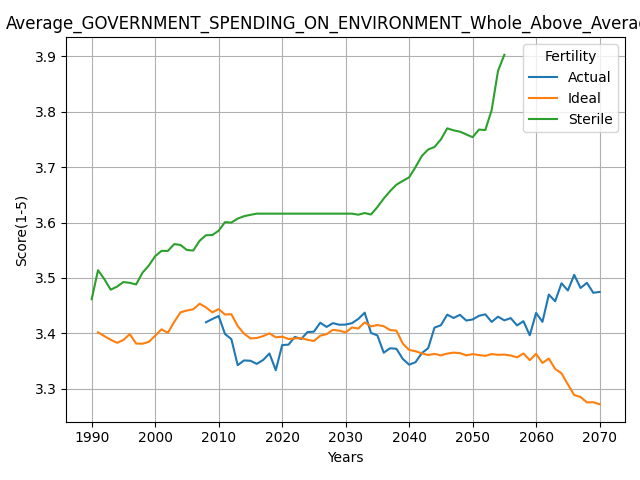 Average_GOVERNMENT_SPENDING_ON_ENVIRONMENT_Whole_Above_Avera
Fertility
Actual
Ideal
Sterile
Score(1-5)
3.9
3.8
3.7
3.6
3.5
3.4
3.3
1990 2000 2010 2020 2030 2040 2050 2060 2070
Years